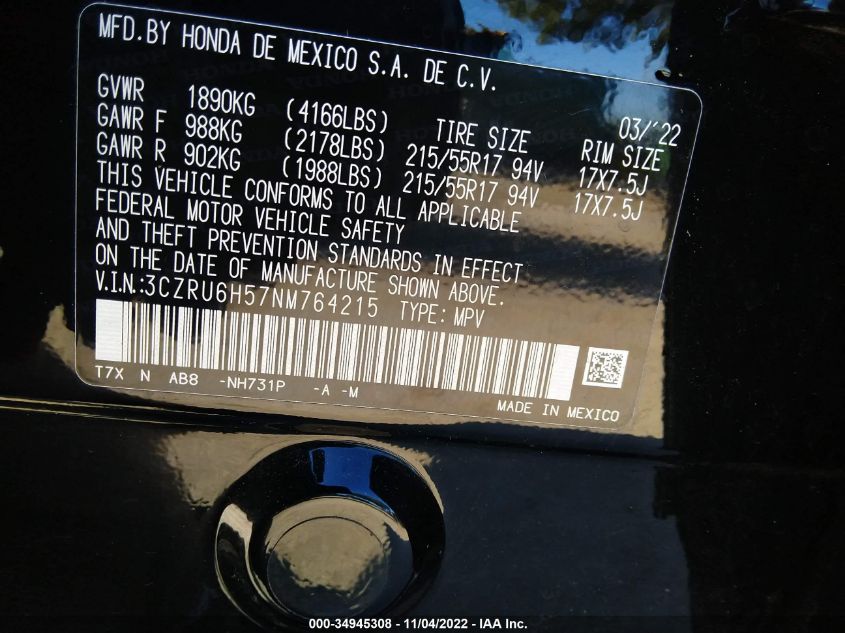 MFD.BY HONDA DE MEXICO S.A. DE C.V.
03/'22
GVWR 1890KG (4166LBS) TIRE SIZE RIM SIZE
GAWR F 988KG (2178LBS) 215/55R17 94V 17X7.5J
GAWR R 902KG (1988LBS) 215/55R17 94V 17X7.5J
THIS VEHICLE CONFORMS TO ALL APPLICABLE
FEDERAL MOTOR VEHICLE SAFETY
AND THEFT PREVENTION STANDARDS IN EFFECT
ON THE DATE OF MANUFACTURE SHOWN ABOVE.
V.I.N.:3CZRU6H57NM764215 TYPE: MPV
T7X N AB8 -NH731P -A -M
MADE IN MEXICO
000-34945308 - 11/04/2022 - IAA Inc.